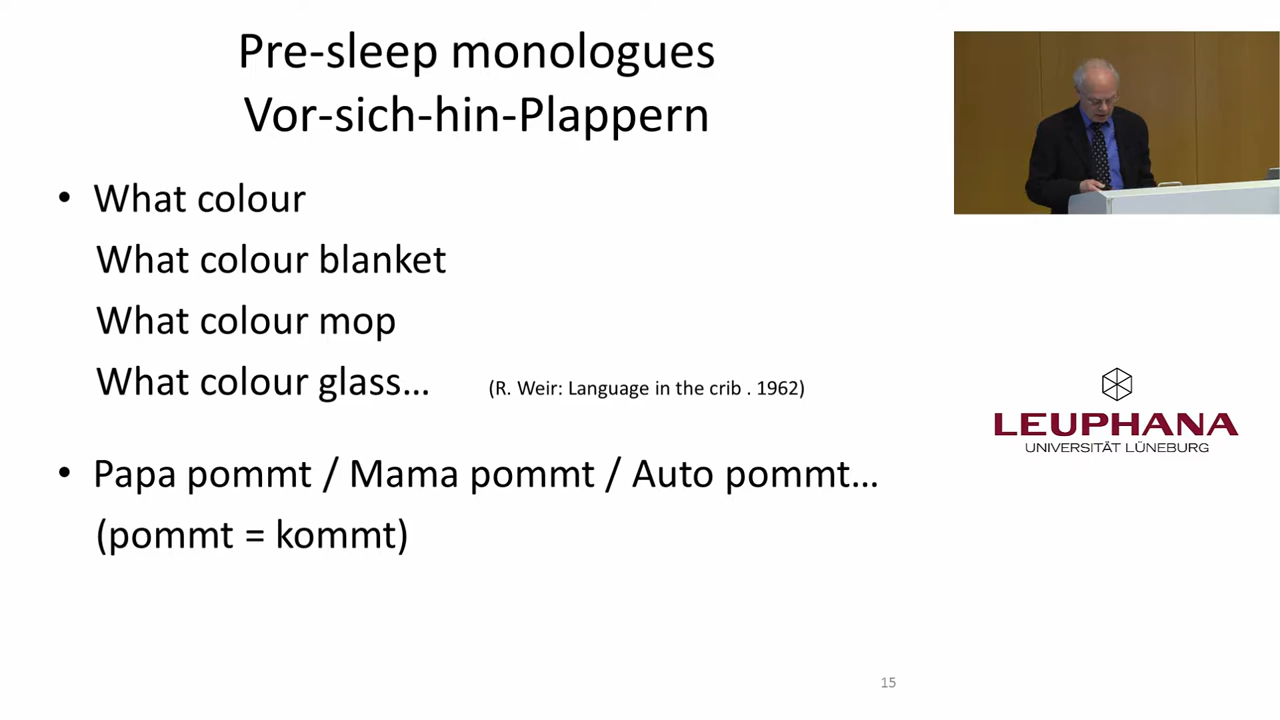 Pre-sleep monologues
Vor-sich-hin-Plappern
• What colour
What colour blanket
What colour mop
What colour glass… (R. Weir: Language in the crib . 1962)
• Papa pommt / Mama pommt / Auto pommt…
(pommt = kommt)
LEUPHANA
UNIVERSITÄT LÜNEBURG
15